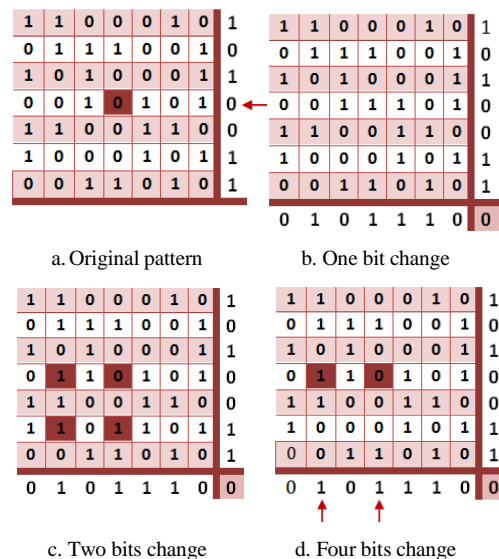 1 1 0 0 0 1 0 1
0 1 1 1 0 0 1 0
1 0 1 0 0 0 1 1
0 0 1 0 1 0 1 0
1 1 0 0 1 1 0 0
1 0 0 0 1 0 1 1
0 0 1 1 0 1 0 1
a. Original pattern
1 1 0 0 0 1 0 1
0 1 1 1 0 0 1 0
1 0 1 0 0 0 1 1
0 0 1 1 1 0 1 0
1 1 0 0 1 1 0 0
1 0 0 0 1 0 1 1
0 0 1 1 0 1 0 1
0 1 0 1 1 1 0 0
b. One bit change
1 1 0 0 0 1 0 1
0 1 1 1 0 0 1 0
1 0 1 0 0 0 1 1
0 1 1 0 1 0 1 0
1 1 0 0 1 1 0 0
1 1 0 1 1 0 1 1
0 0 1 1 0 1 0 1
0 1 0 1 1 1 0 0
c. Two bits change
1 1 0 0 0 1 0 1
0 1 1 1 0 0 1 0
1 0 1 0 0 0 1 1
0 1 1 0 1 0 1 0
1 1 0 0 1 1 0 0
1 0 0 0 1 0 1 1
0 0 1 1 0 1 0 1
0 1 0 1 1 1 0 0
d. Four bits change